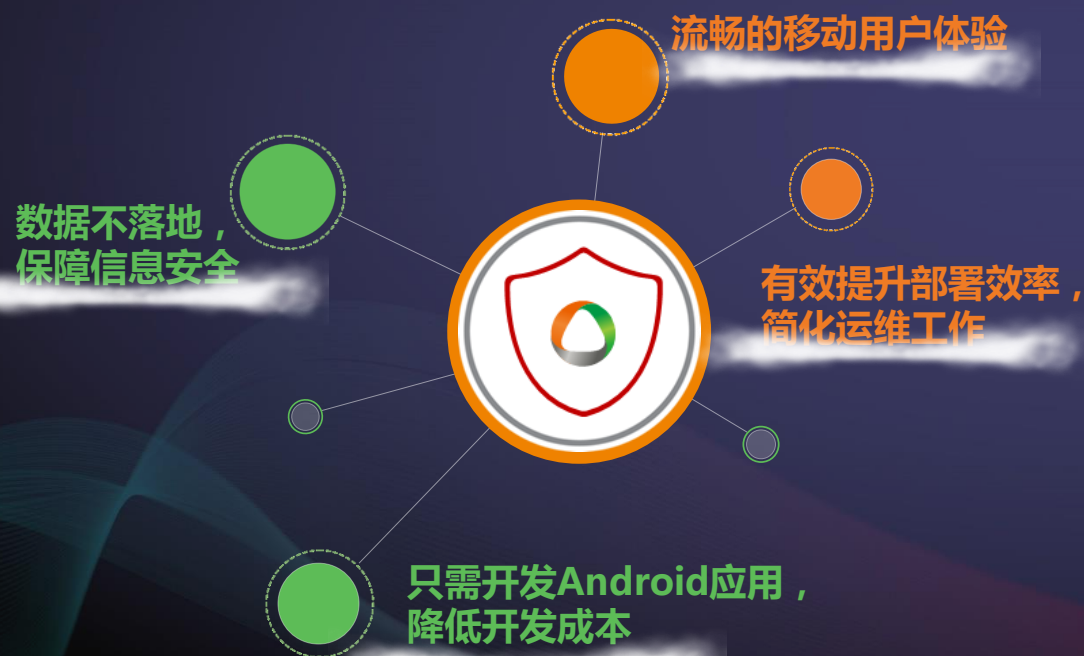 流畅的移动用户体验
数据不落地，
保障信息安全
有效提升部署效率，
简化运维工作
只需开发Android应用，
降低开发成本